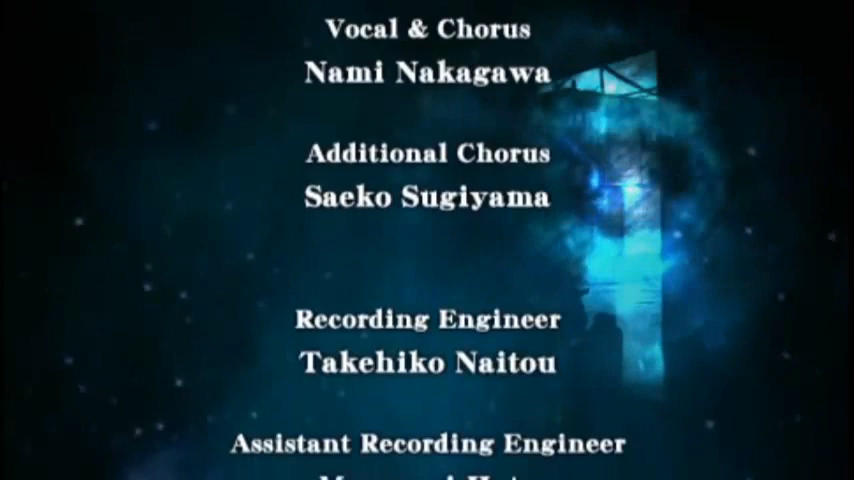 Vocal & Chorus
Nami Nakagawa
Additional Chorus
Saeko Sugiyama
Recording Engineer
Takehiko Naitou
Assistant Recording Engineer